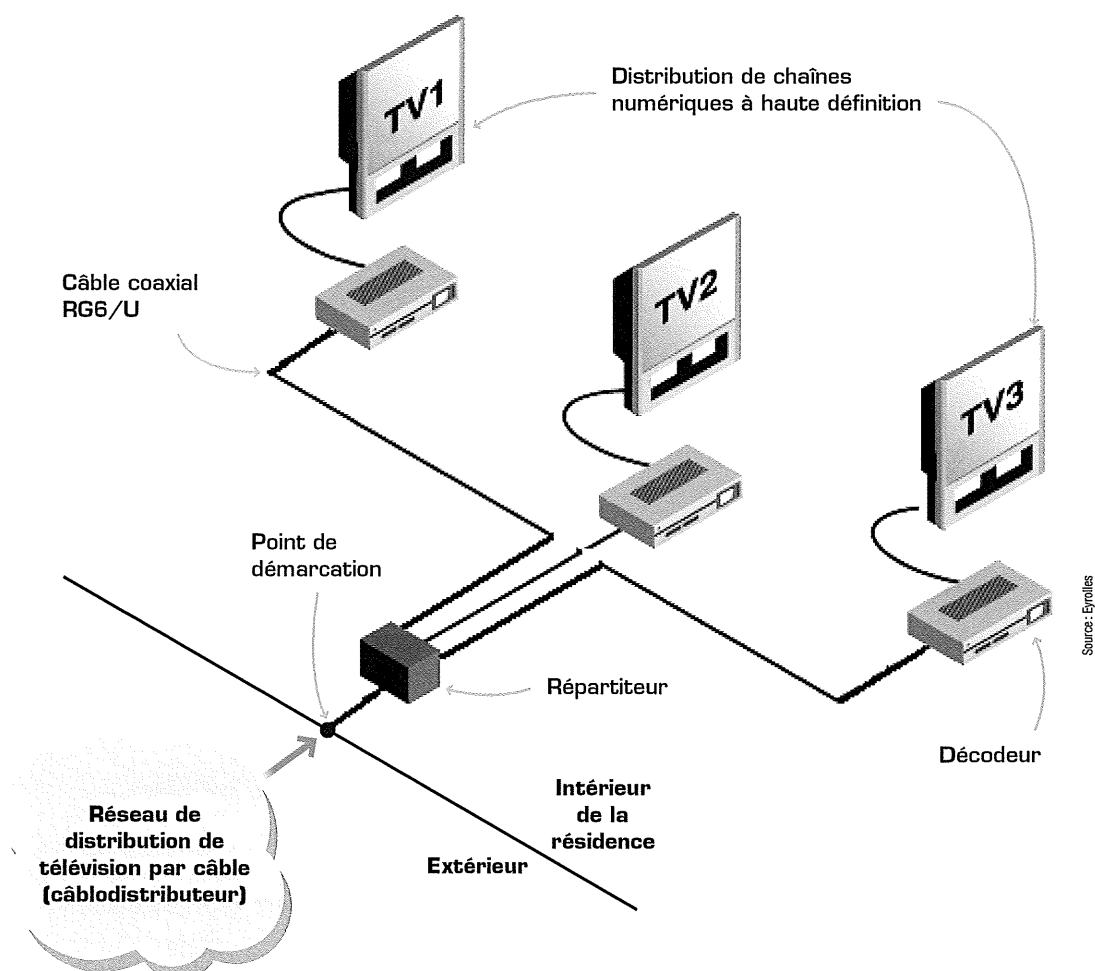 TV1
Distribution de chaînes
numériques à haute définition
Câble coaxial
RG6/U
TV2
TV3
Point de
démarcation
Répartiteur
Décodeur
Source : Eyrolles
Intérieur
de la
résidence
Extérieur
Réseau de
distribution de
télévision par câble
(câblodistributeur)